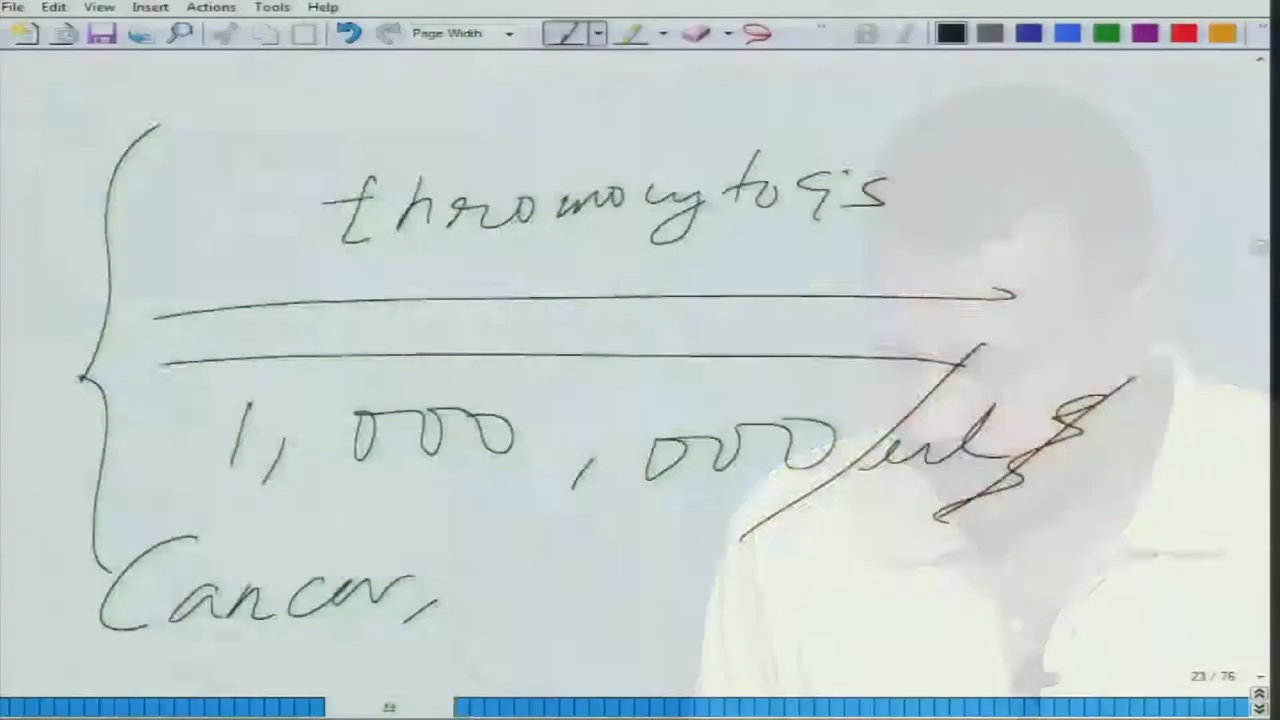 File Edit View Insert Actions Tools Help
Page Width
B I
thromocytosis
1,000,000/
Cancer,
23 / 76